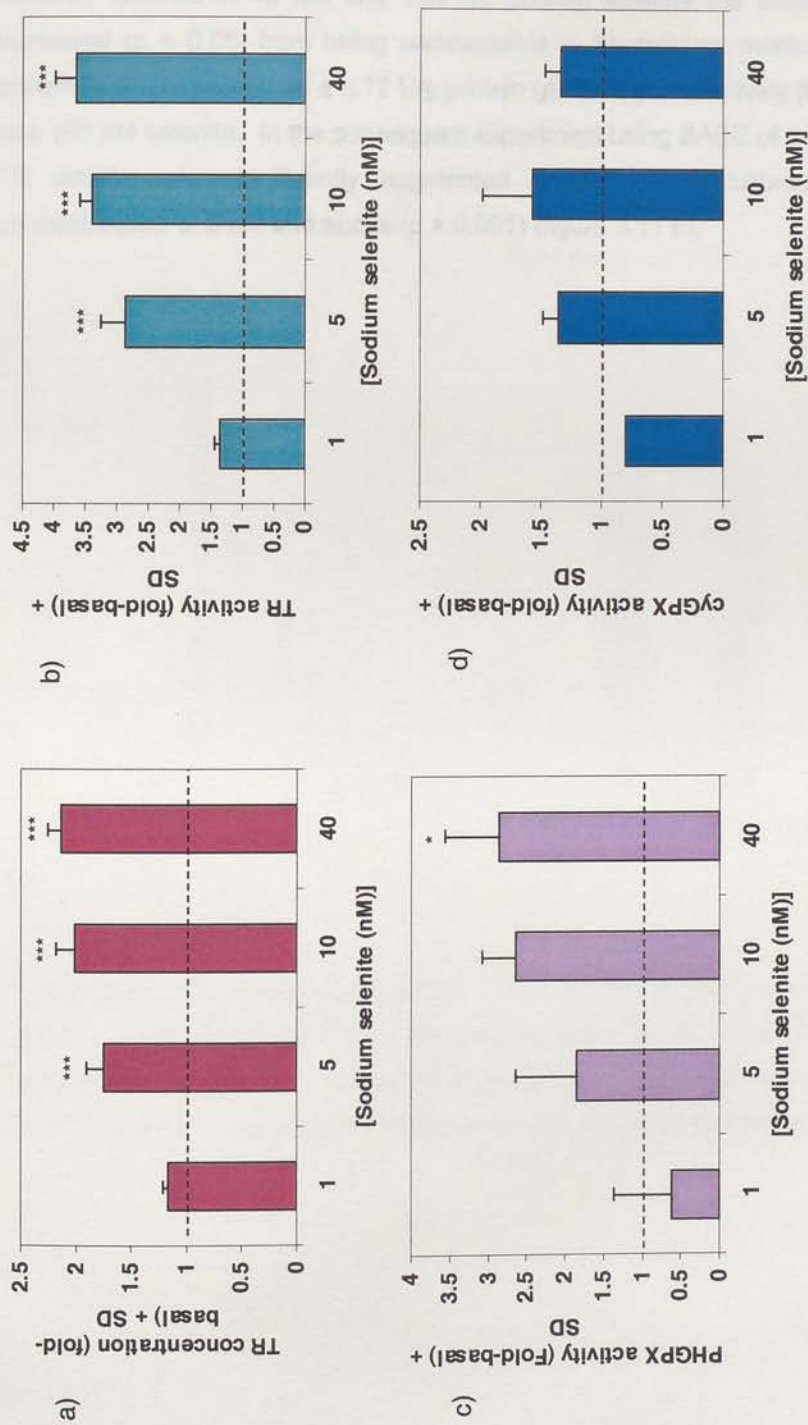 a)
TR concentration (fold-
basal) + SD
2.5
2
1.5
1
0.5
0
*** *** ***
1 5 10 40
[Sodium selenite (nM)]
b)
TR activity (fold-basal) +
SD
4.5
4
3.5
3
2.5
2
1.5
1
0.5
0
*** *** ***
1 5 10 40
[Sodium selenite (nM)]
c)
PHGPX activity (Fold-basal) +
SD
4
3.5
3
2.5
2
1.5
1
0.5
0
*
1 5 10 40
[Sodium selenite (nM)]
d)
cyGPX activity (fold-basal) +
SD
2.5
2
1.5
1
0.5
0
1 5 10 40
[Sodium selenite (nM)]